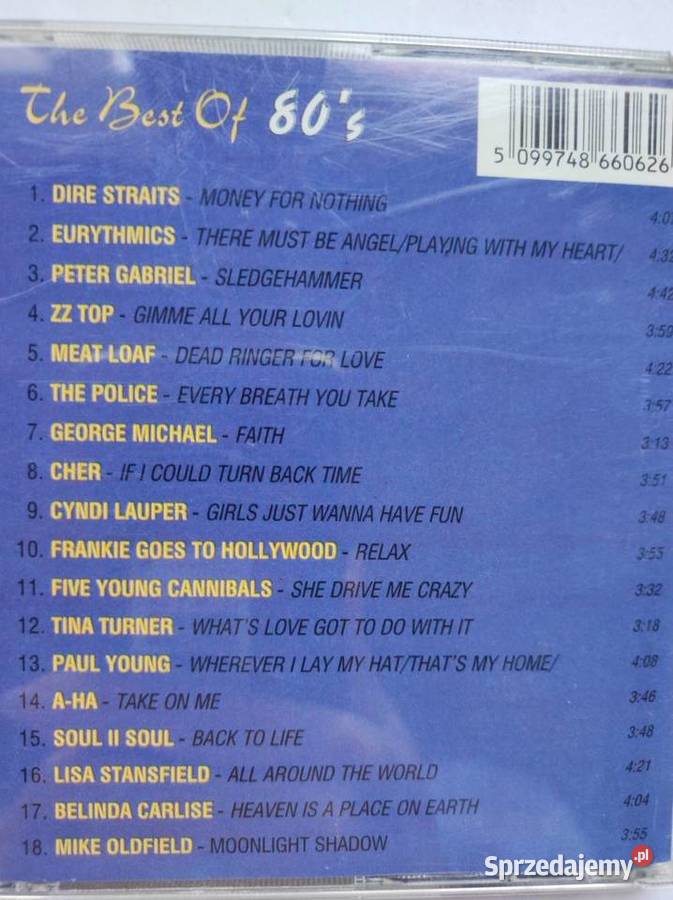 The Best Of 80's
5 099748 660626
1. DIRE STRAITS - MONEY FOR NOTHING
2. EURYTHMICS - THERE MUST BE ANGEL/PLAYING WITH MY HEART/ 4:32
3. PETER GABRIEL - SLEDGEHAMMER 4:42
4. ZZ TOP - GIMME ALL YOUR LOVIN 3:59
5. MEAT LOAF - DEAD RINGER FOR LOVE 4:22
6. THE POLICE - EVERY BREATH YOU TAKE 3:57
7. GEORGE MICHAEL - FAITH 3:13
8. CHER - IF I COULD TURN BACK TIME 3:51
9. CYNDI LAUPER - GIRLS JUST WANNA HAVE FUN 3:48
10. FRANKIE GOES TO HOLLYWOOD - RELAX 3:55
11. FIVE YOUNG CANNIBALS - SHE DRIVE ME CRAZY 3:32
12. TINA TURNER - WHAT'S LOVE GOT TO DO WITH IT 3:18
13. PAUL YOUNG - WHEREVER I LAY MY HAT/THAT'S MY HOME/ 4:08
14. A-HA - TAKE ON ME 3:46
15. SOUL II SOUL - BACK TO LIFE 3:48
16. LISA STANSFIELD - ALL AROUND THE WORLD 4:21
17. BELINDA CARLISE - HEAVEN IS A PLACE ON EARTH 4:04
18. MIKE OLDFIELD - MOONLIGHT SHADOW 3:55
Sprzedajemy.pl